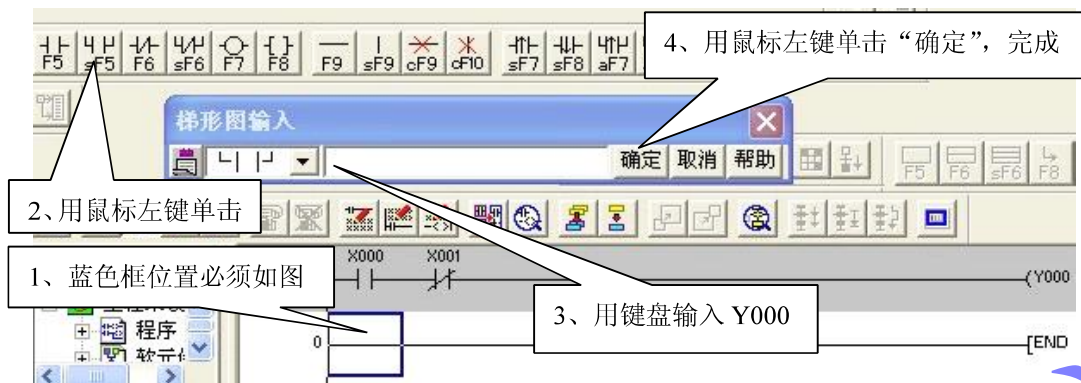 F5 sF5 F6 sF6 F7 F8 F9 sF9 cF9 cF10 sF7 sF8 aF7
4、用鼠标左键单击“确定”，完成
梯形图输入
确定 取消 帮助
F5 F6 sF6 F8
2、用鼠标左键单击
X000 X001
1、蓝色框位置必须如图
(Y000
3、用键盘输入 Y000
程序
0
[END